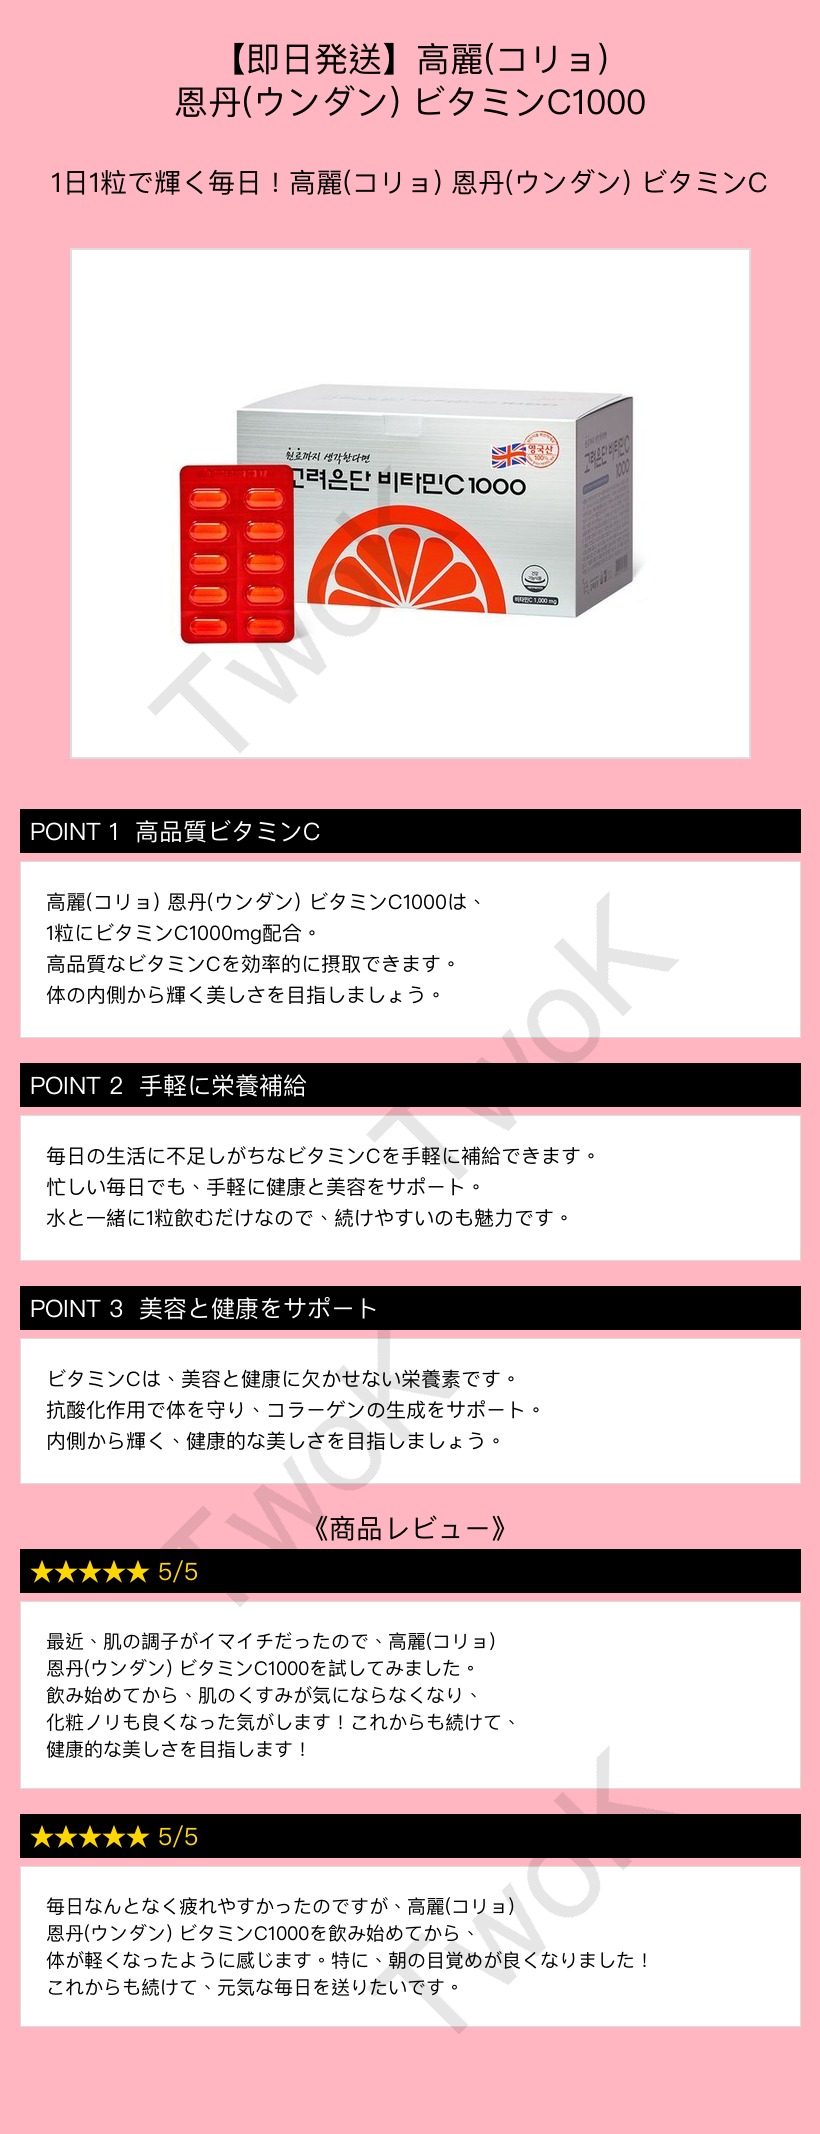 【即日発送】高麗(コリョ)
恩丹(ウンダン) ビタミンC1000
1日1粒で輝く毎日！高麗(コリョ) 恩丹(ウンダン) ビタミンC
원료까지 생각한다면
영국산
100%
고려은단 비타민C 1000
고려은단 비타민C
1000
건강
기능식품
비타민C 1,000 mg
TwoK
POINT 1 高品質ビタミンC
高麗(コリョ) 恩丹(ウンダン) ビタミンC1000は、
1粒にビタミンC1000mg配合。
高品質なビタミンCを効率的に摂取できます。
体の内側から輝く美しさを目指しましょう。
TwoK
POINT 2 手軽に栄養補給
毎日の生活に不足しがちなビタミンCを手軽に補給できます。
忙しい毎日でも、手軽に健康と美容をサポート。
水と一緒に1粒飲むだけなので、続けやすいのも魅力です。
POINT 3 美容と健康をサポート
ビタミンCは、美容と健康に欠かせない栄養素です。
抗酸化作用で体を守り、コラーゲンの生成をサポート。
内側から輝く、健康的な美しさを目指しましょう。
TwoK
《商品レビュー》
★★★★★ 5/5
最近、肌の調子がイマイチだったので、高麗(コリョ)
恩丹(ウンダン) ビタミンC1000を試してみました。
飲み始めてから、肌のくすみが気にならなくなり、
化粧ノリも良くなった気がします！これからも続けて、
健康的な美しさを目指します！
★★★★★ 5/5
毎日なんとなく疲れやすかったのですが、高麗(コリョ)
恩丹(ウンダン) ビタミンC1000を飲み始めてから、
体が軽くなったように感じます。特に、朝の目覚めが良くなりました！
これからも続けて、元気な毎日を送りたいです。
TwoK